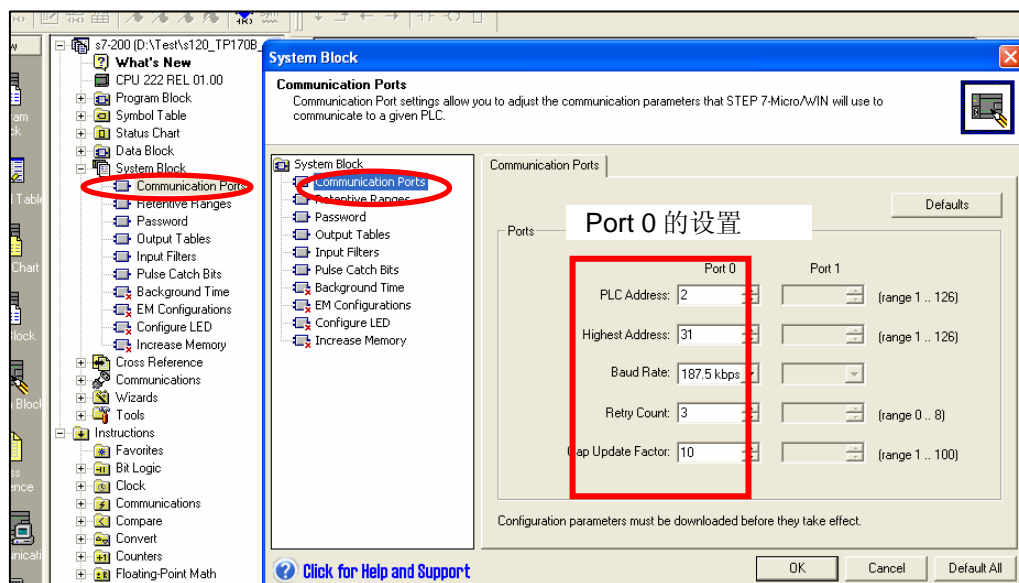 s7-200 (D:\Test\s120_TP170B_
What's New
CPU 222 REL 01.00
Program Block
Symbol Table
Status Chart
Data Block
System Block
Communication Ports
Retentive Ranges
Password
Output Tables
Input Filters
Pulse Catch Bits
Background Time
EM Configurations
Configure LED
Increase Memory
Cross Reference
Communications
Wizards
Tools
Instructions
Favorites
Bit Logic
Clock
Communications
Compare
Convert
Counters
Floating-Point Math
System Block
Communication Ports
Communication Port settings allow you to adjust the communication parameters that STEP 7-Micro/WIN will use to
communicate to a given PLC.
System Block
Communication Ports
Retentive Ranges
Password
Output Tables
Input Filters
Pulse Catch Bits
Background Time
EM Configurations
Configure LED
Increase Memory
Communication Ports
Defaults
Ports
Port 0 的设置
Port 0 Port 1
PLC Address: 2 (range 1 .. 126)
Highest Address: 31 (range 1 .. 126)
Baud Rate: 187.5 kbps
Retry Count: 3 (range 0 .. 8)
Gap Update Factor: 10 (range 1 .. 100)
Configuration parameters must be downloaded before they take effect.
Click for Help and Support
OK Cancel Default All